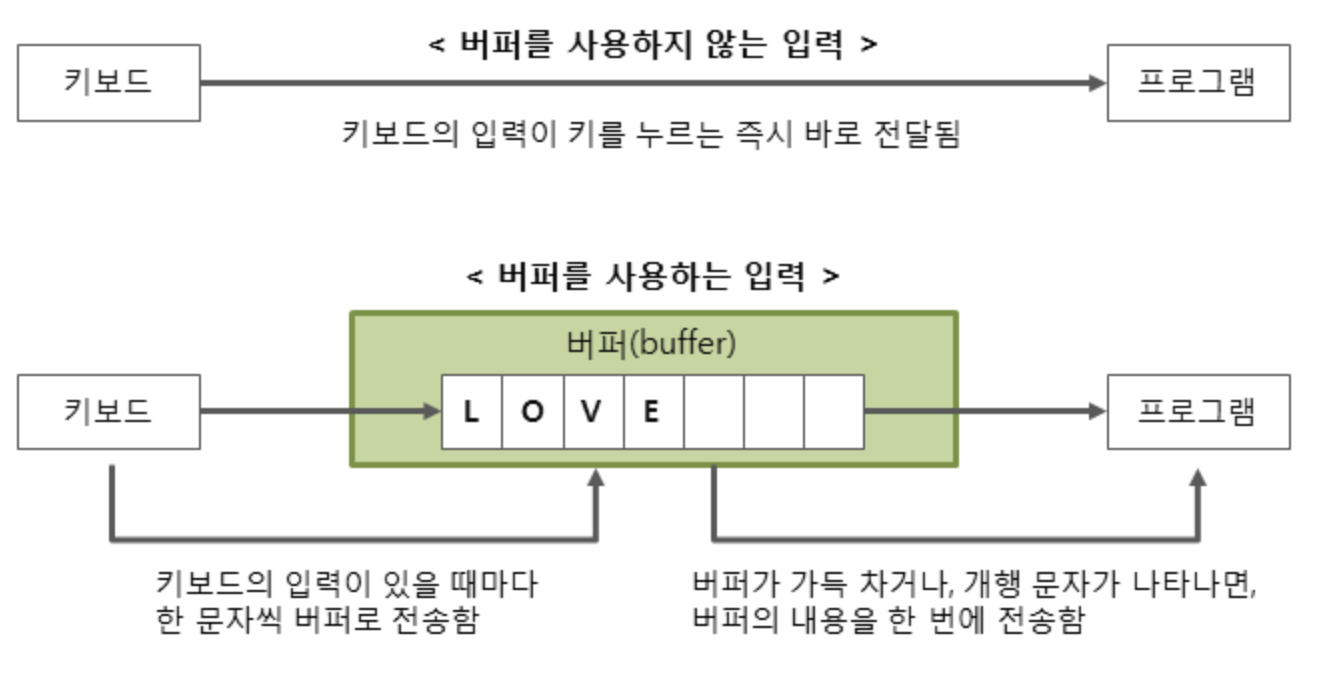 < 버퍼를 사용하지 않는 입력 >
키보드
프로그램
키보드의 입력이 키를 누르는 즉시 바로 전달됨
< 버퍼를 사용하는 입력 >
버퍼(buffer)
키보드
L O V E
프로그램
키보드의 입력이 있을 때마다
한 문자씩 버퍼로 전송함
버퍼가 가득 차거나, 개행 문자가 나타나면,
버퍼의 내용을 한 번에 전송함